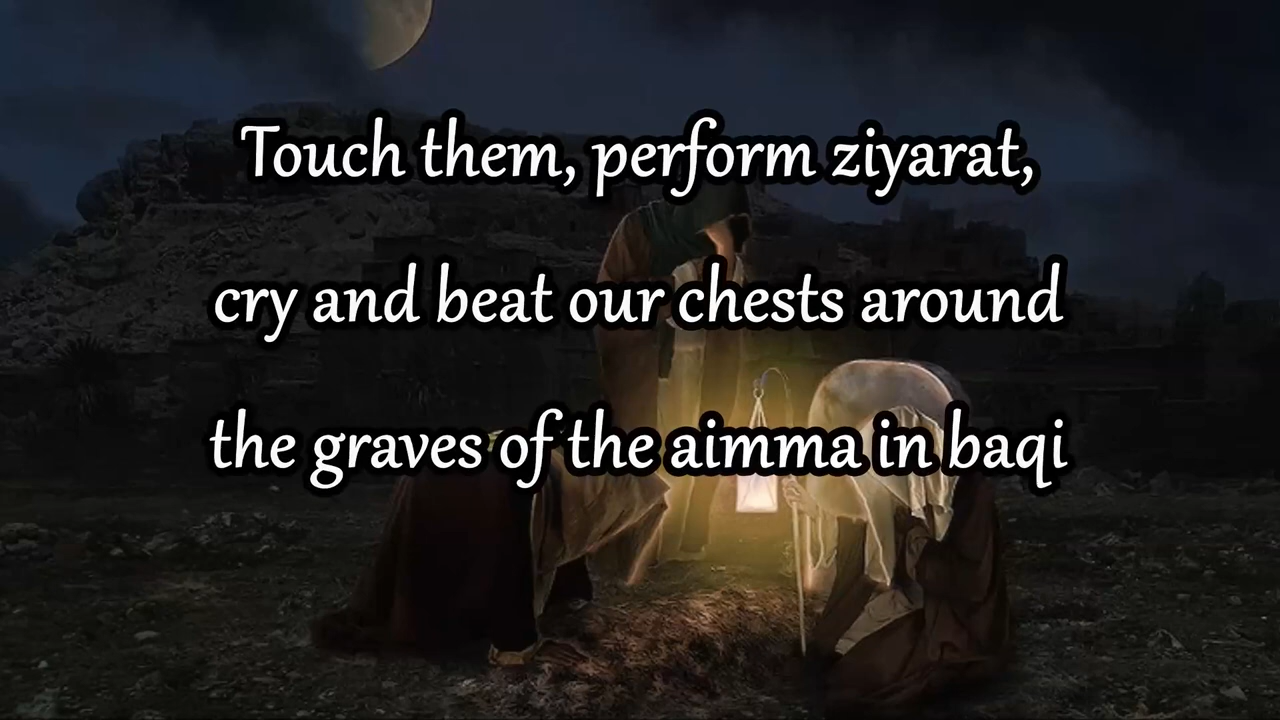 Touch them, perform ziyarat,
cry and beat our chests around
the graves of the aimma in baqi